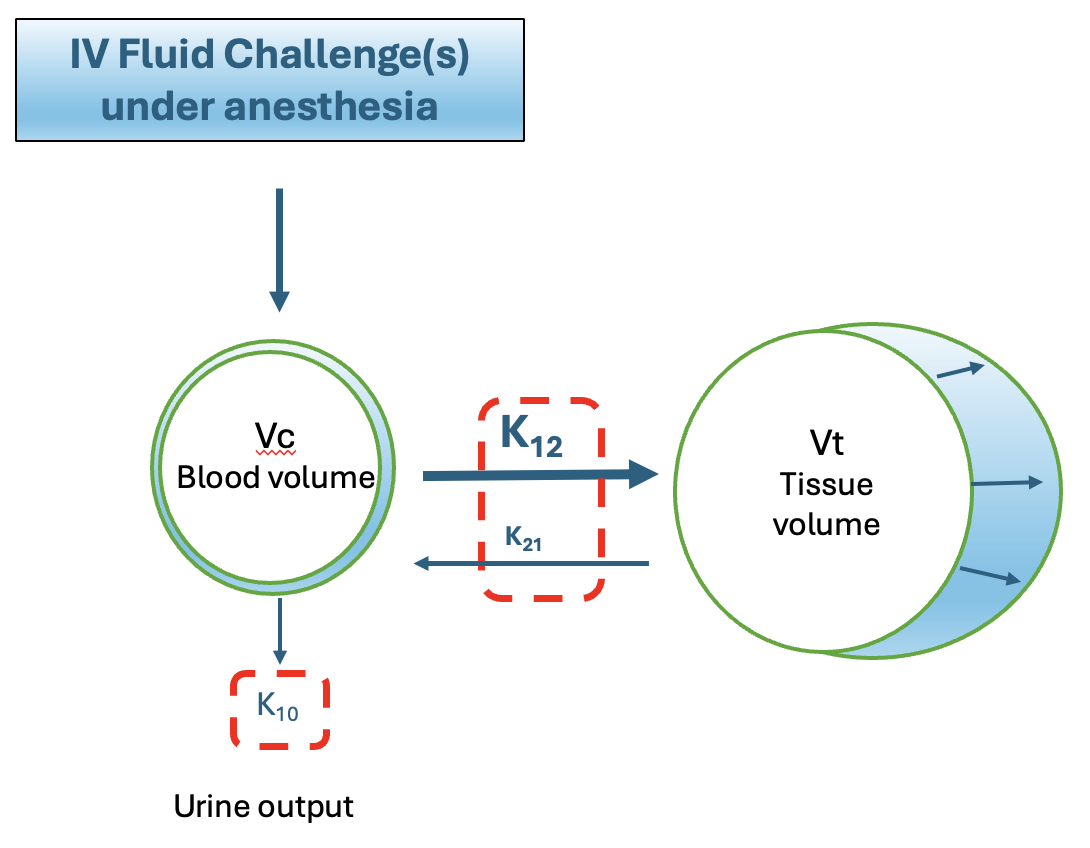 IV Fluid Challenge(s)
under anesthesia
Vc
Blood volume
K₁₂
K₂₁
Vt
Tissue
volume
K₁₀
Urine output